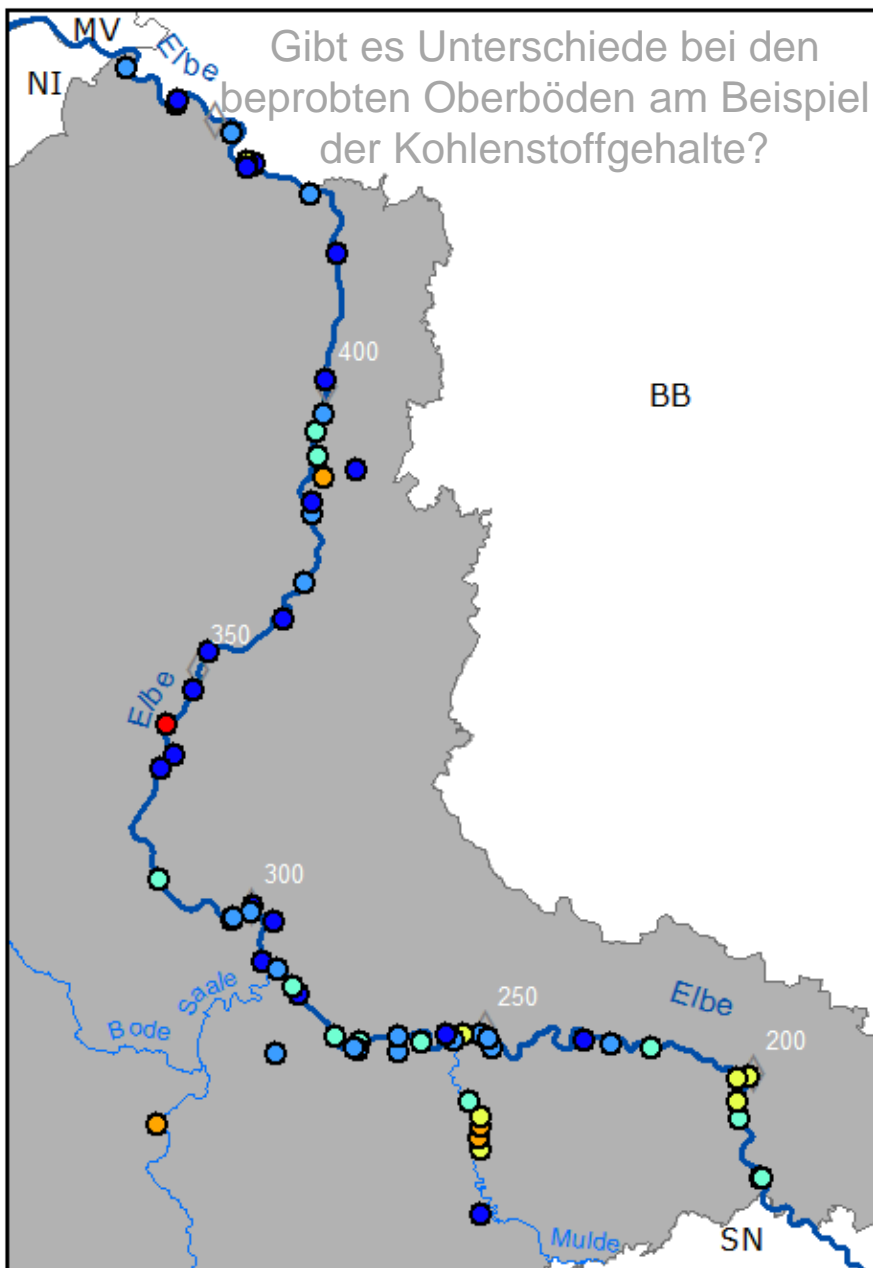 MV
Elbe
NI
Gibt es Unterschiede bei den
beprobten Oberböden am Beispiel
der Kohlenstoffgehalte?
400
BB
350
Elbe
300
Saale
Bode
250
Elbe
200
Mulde
SN